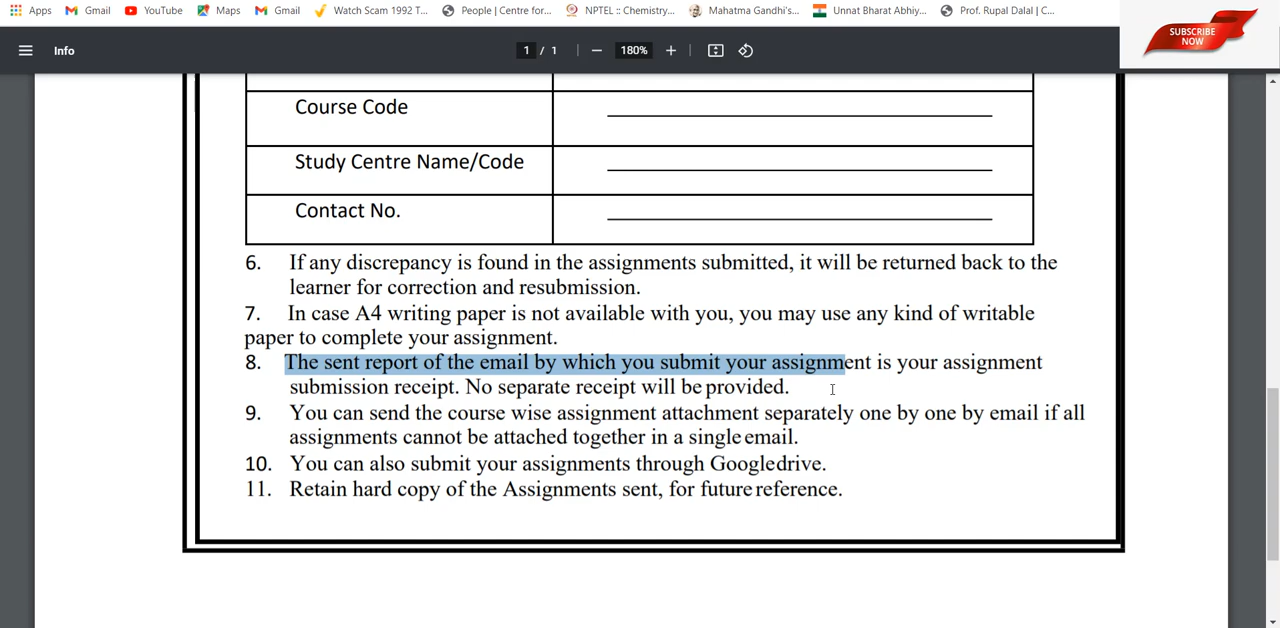 Apps Gmail YouTube Maps Gmail Watch Scam 1992 T... People | Centre for... NPTEL :: Chemistry... Mahatma Gandhi's... Unnat Bharat Abhiy... Prof. Rupal Dalal | C...
SUBSCRIBE
NOW
Info 1 / 1 180%
Course Code
Study Centre Name/Code
Contact No.
6. If any discrepancy is found in the assignments submitted, it will be returned back to the
learner for correction and resubmission.
7. In case A4 writing paper is not available with you, you may use any kind of writable
paper to complete your assignment.
8. The sent report of the email by which you submit your assignment is your assignment
submission receipt. No separate receipt will be provided.
9. You can send the course wise assignment attachment separately one by one by email if all
assignments cannot be attached together in a single email.
10. You can also submit your assignments through Googledrive.
11. Retain hard copy of the Assignments sent, for future reference.